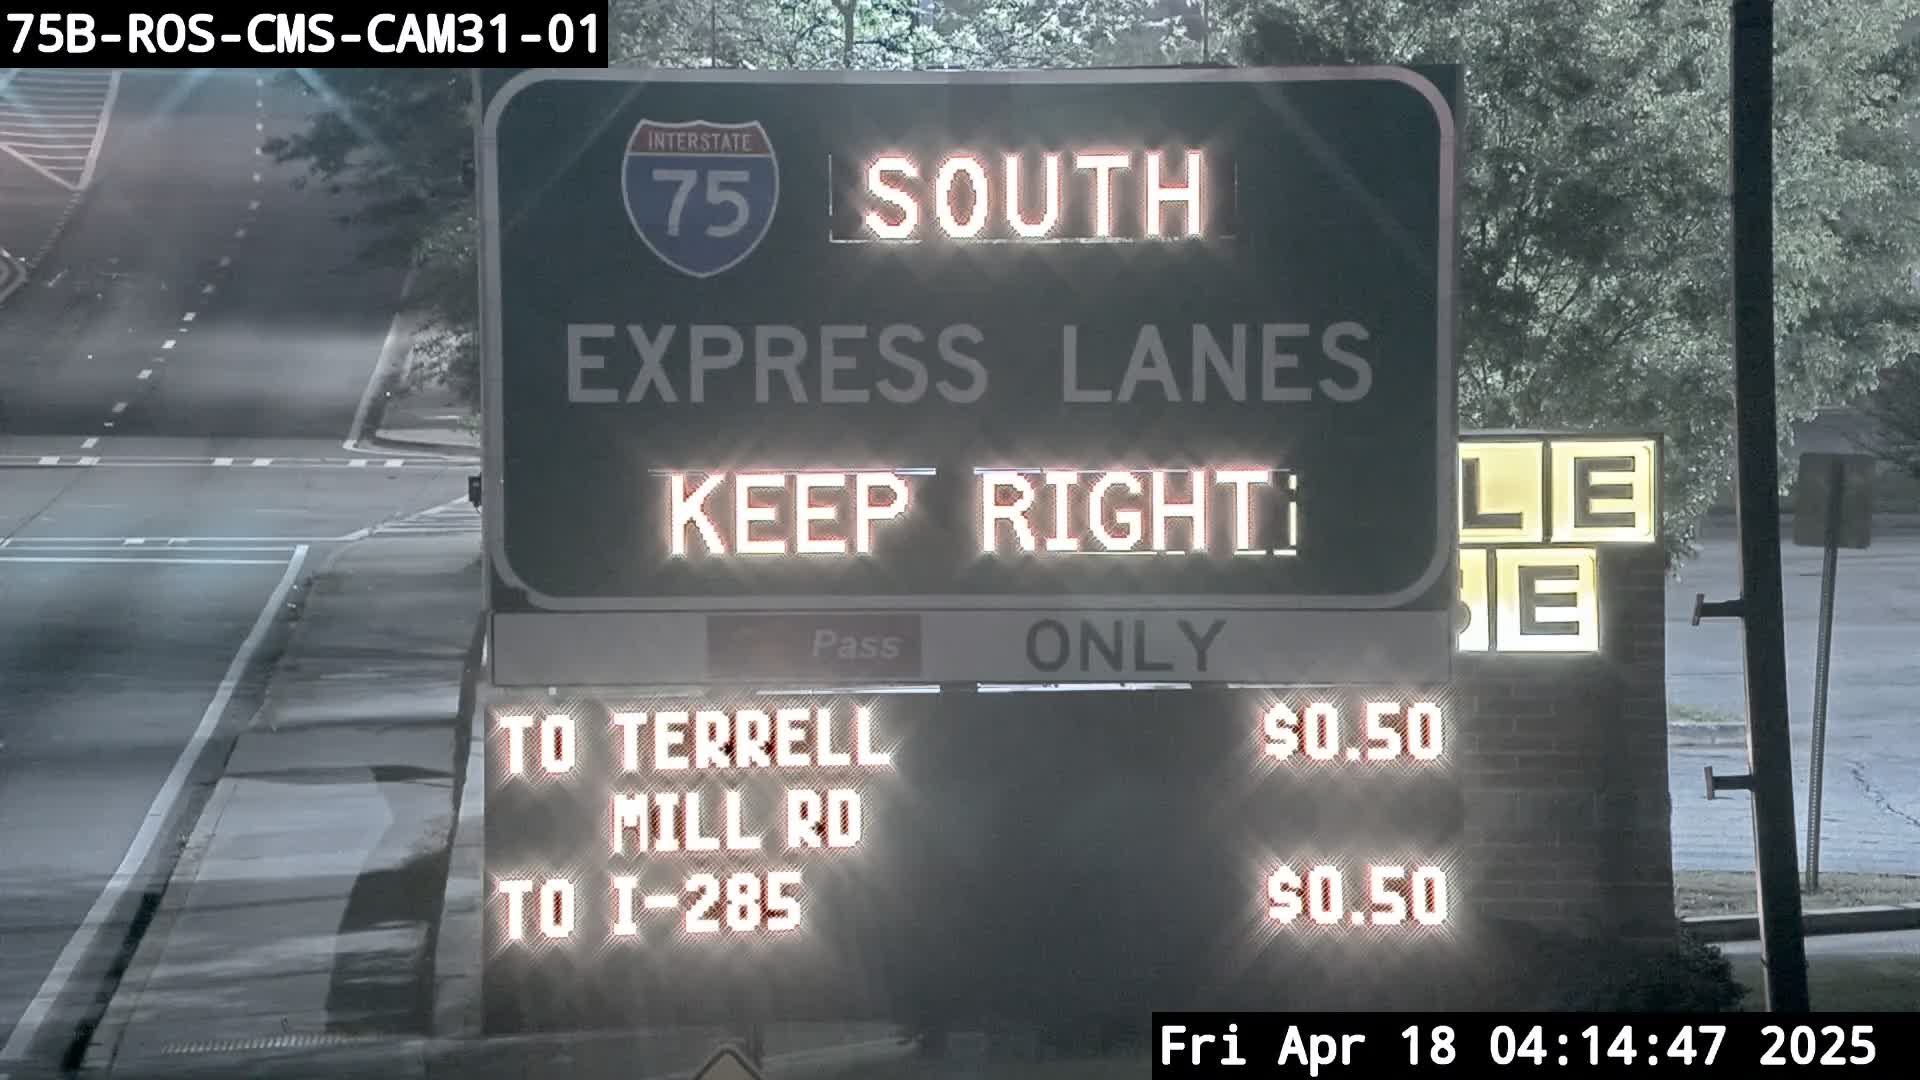 75B-ROS-CMS-CAM31-01
INTERSTATE
75
SOUTH
EXPRESS LANES
KEEP RIGHT
Pass ONLY
TO TERRELL $0.50
MILL RD
TO I-285 $0.50
LE
SE
Fri Apr 18 04:14:47 2025